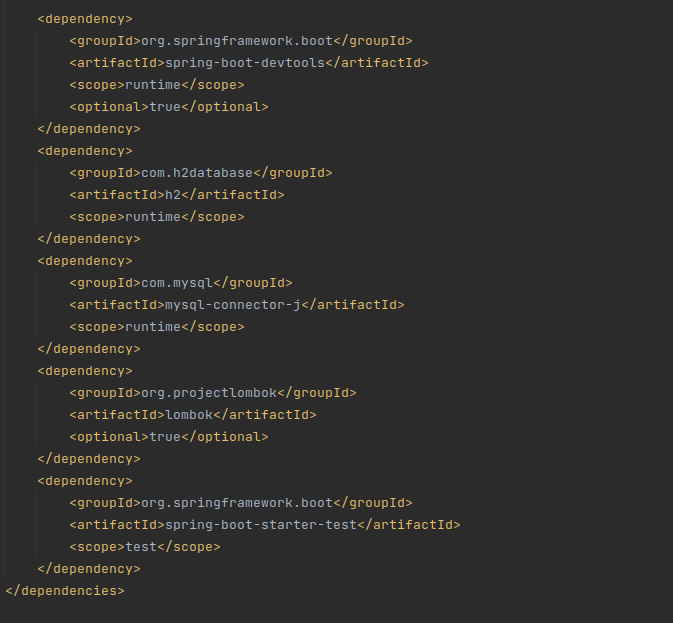 <dependency>
<groupId>org.springframework.boot</groupId>
<artifactId>spring-boot-devtools</artifactId>
<scope>runtime</scope>
<optional>true</optional>
</dependency>
<dependency>
<groupId>com.h2database</groupId>
<artifactId>h2</artifactId>
<scope>runtime</scope>
</dependency>
<dependency>
<groupId>com.mysql</groupId>
<artifactId>mysql-connector-j</artifactId>
<scope>runtime</scope>
</dependency>
<dependency>
<groupId>org.projectlombok</groupId>
<artifactId>lombok</artifactId>
<optional>true</optional>
</dependency>
<dependency>
<groupId>org.springframework.boot</groupId>
<artifactId>spring-boot-starter-test</artifactId>
<scope>test</scope>
</dependency>
</dependencies>